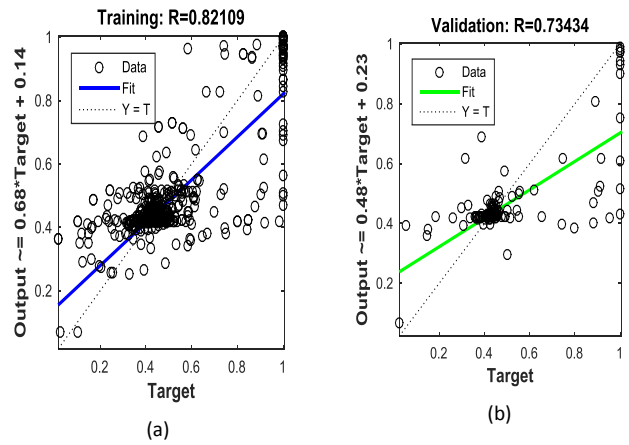 Training: R=0.82109
Output ~= 0.68*Target + 0.14
1
0.8
0.6
0.4
0.2
Data
Fit
Y = T
0.2 0.4 0.6 0.8 1
Target
(a)
Validation: R=0.73434
Output ~= 0.48*Target + 0.23
1
0.8
0.6
0.4
0.2
Data
Fit
Y = T
0.2 0.4 0.6 0.8 1
Target
(b)